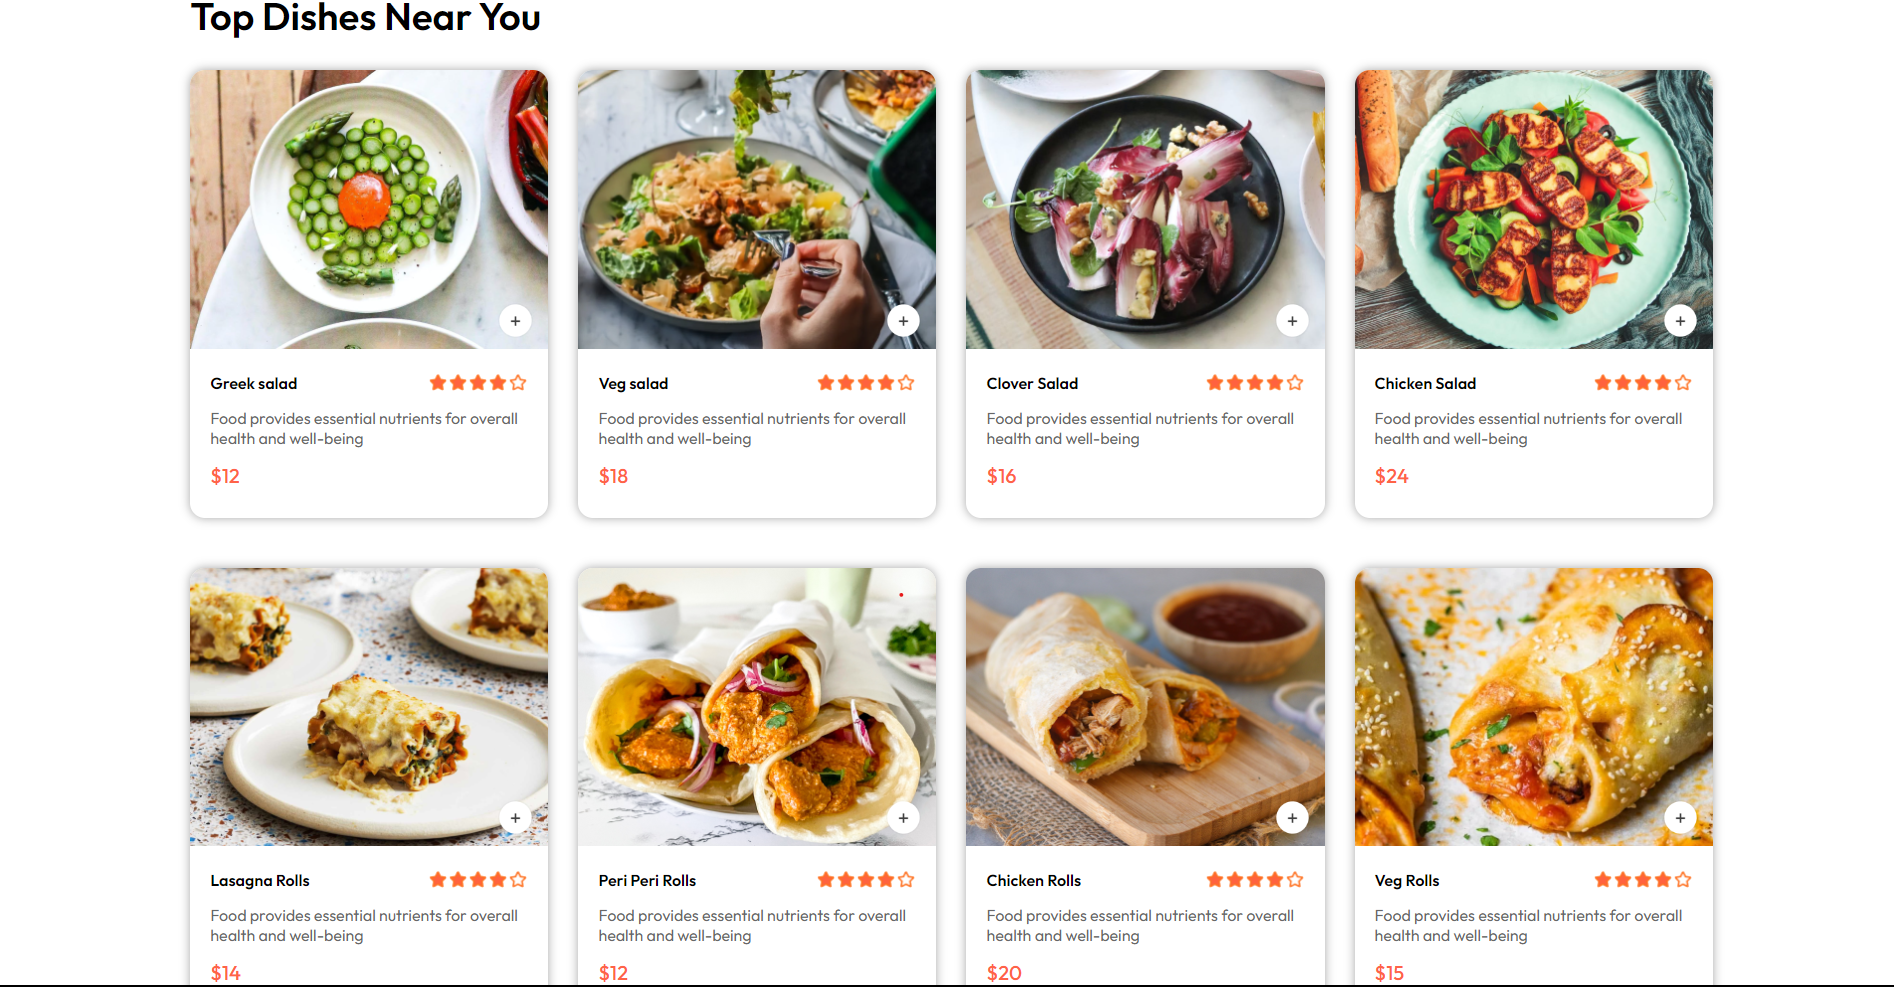 Top Dishes Near You
Greek salad
Food provides essential nutrients for overall
health and well-being
$12
Veg salad
Food provides essential nutrients for overall
health and well-being
$18
Clover Salad
Food provides essential nutrients for overall
health and well-being
$16
Chicken Salad
Food provides essential nutrients for overall
health and well-being
$24
Lasagna Rolls
Food provides essential nutrients for overall
health and well-being
$14
Peri Peri Rolls
Food provides essential nutrients for overall
health and well-being
$12
Chicken Rolls
Food provides essential nutrients for overall
health and well-being
$20
Veg Rolls
Food provides essential nutrients for overall
health and well-being
$15